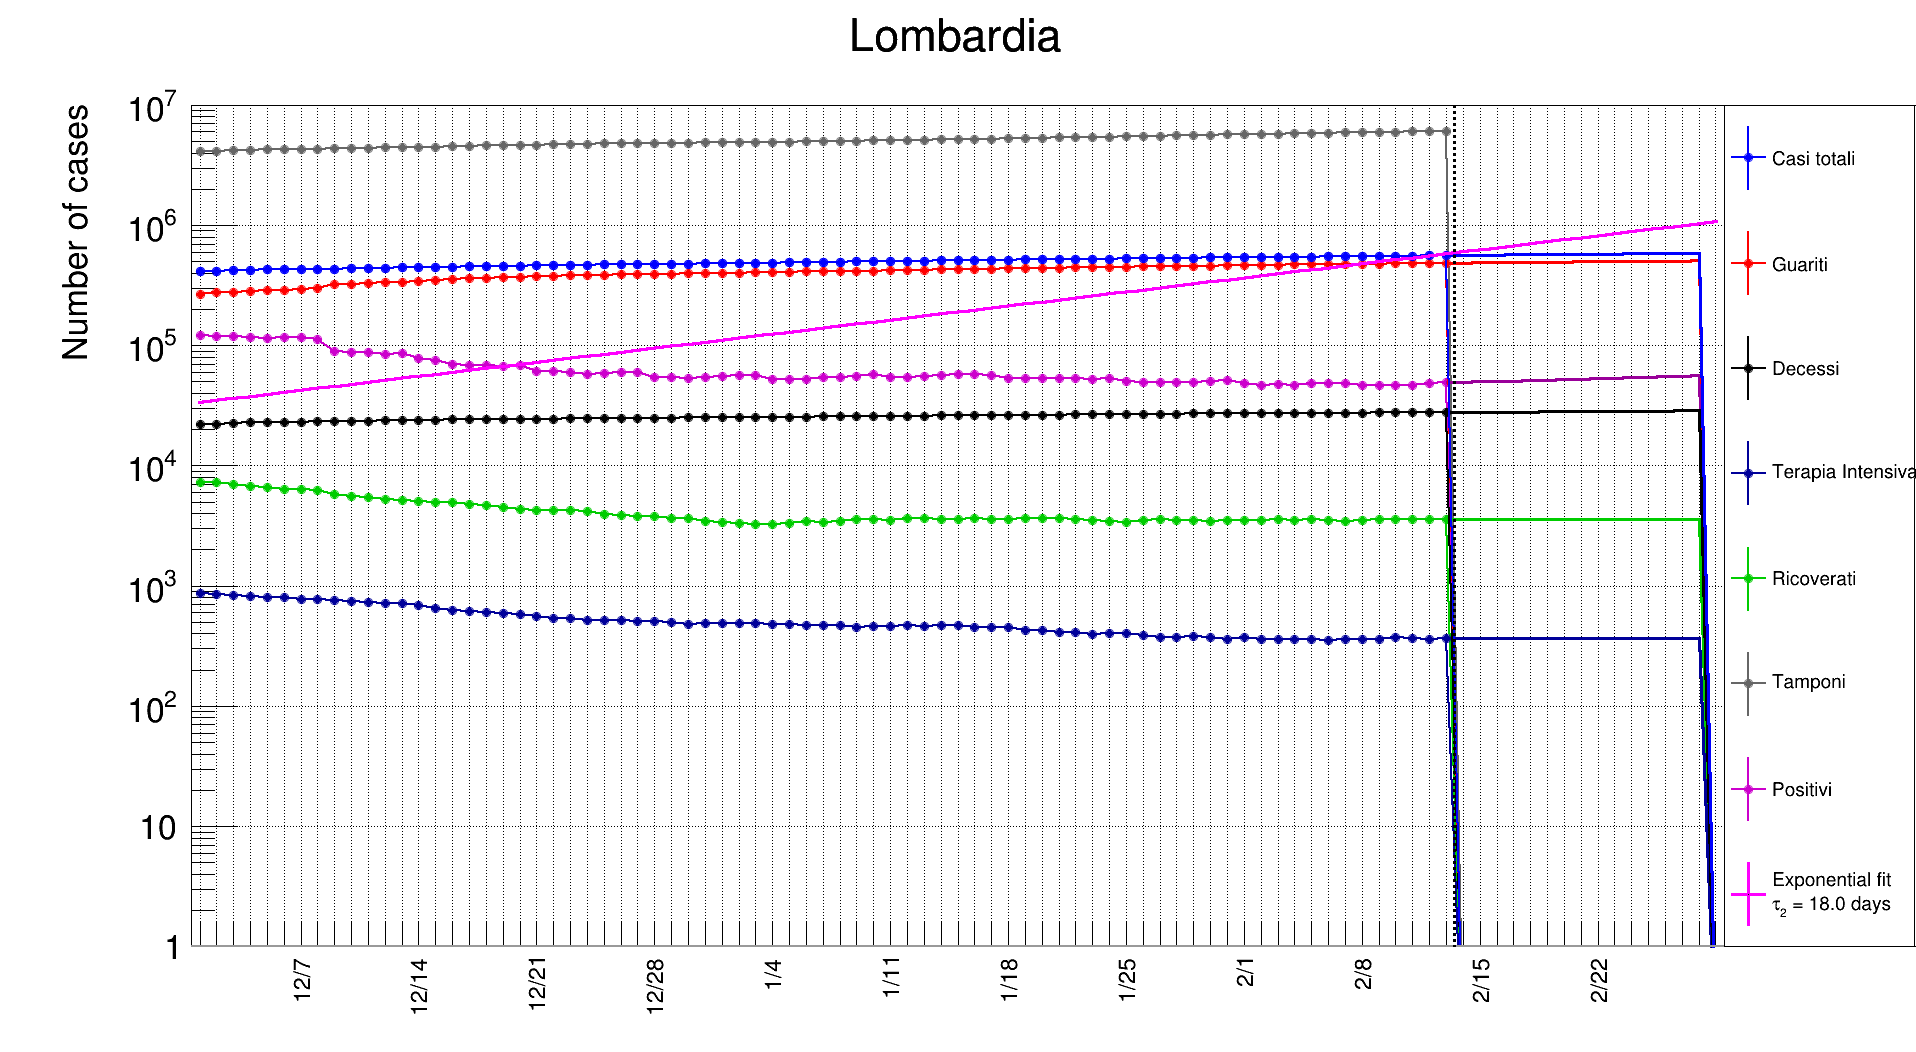 Lombardia
Number of cases
10^7
10^6
10^5
10^4
10^3
10^2
10
1
12/7
12/14
12/21
12/28
1/4
1/11
1/18
1/25
2/1
2/8
2/15
2/22
Casi totali
Guariti
Decessi
Terapia Intensiva
Ricoverati
Tamponi
Positivi
Exponential fit
τ_2 = 18.0 days